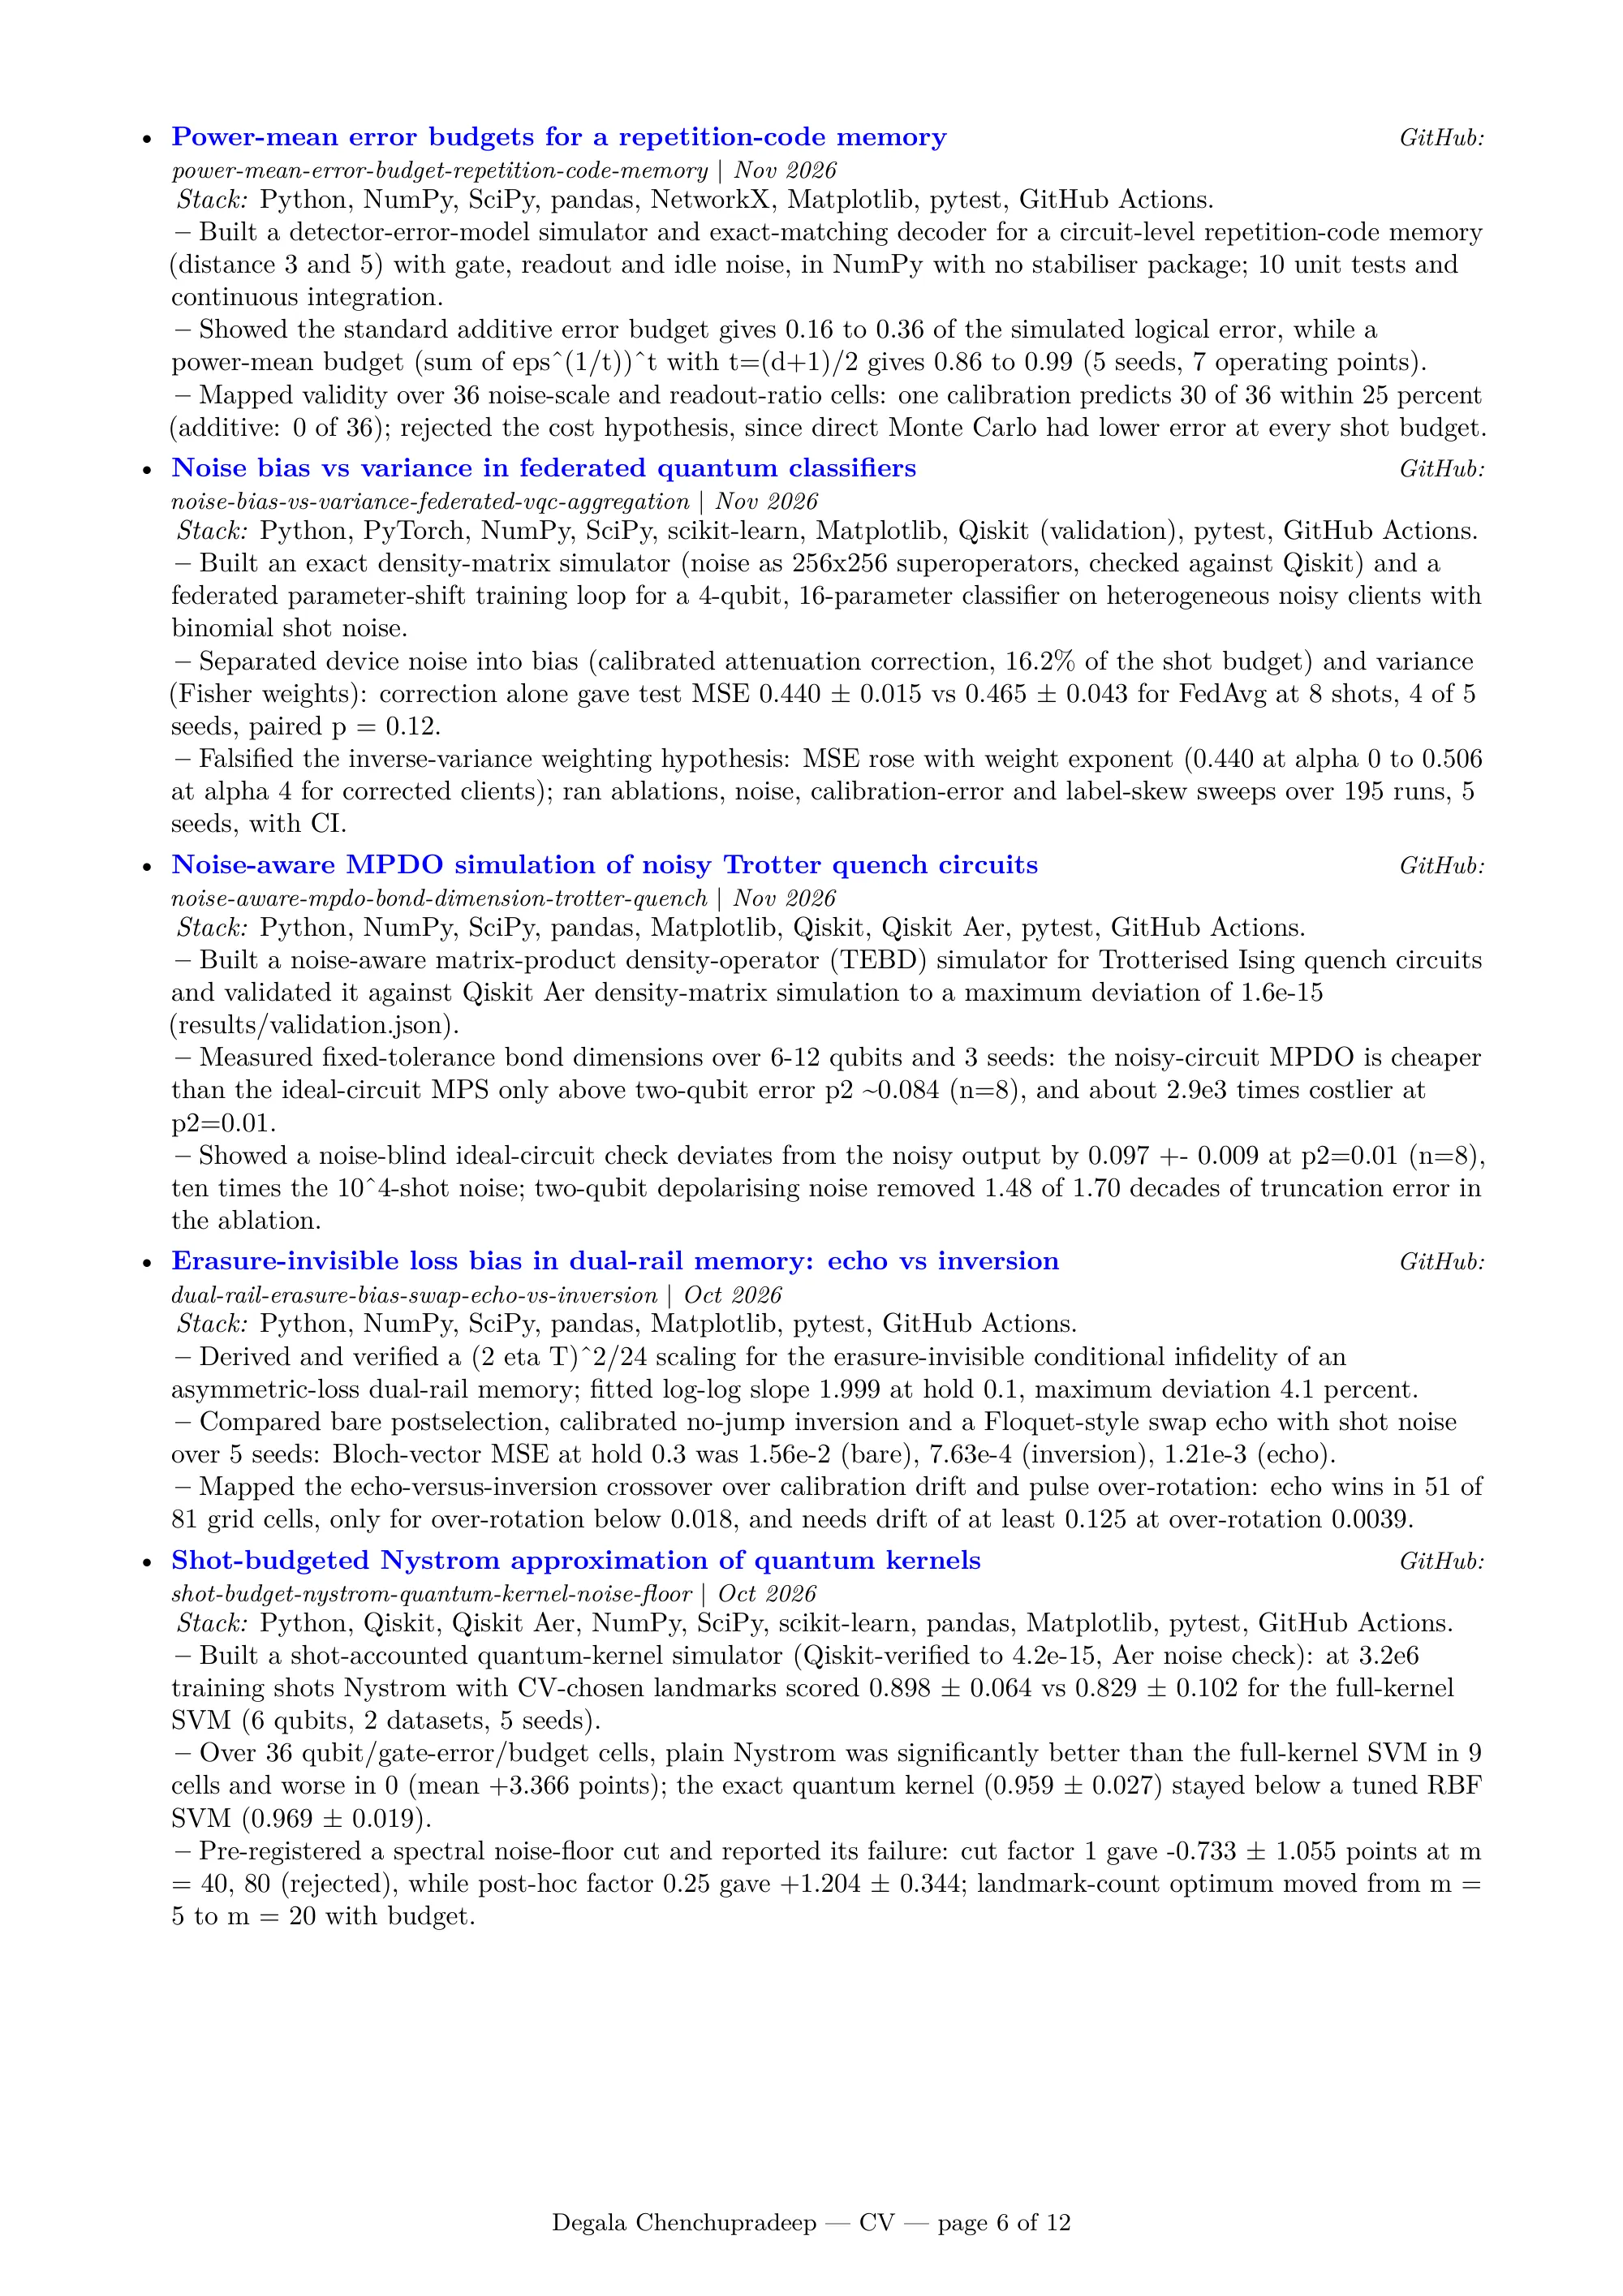 • Power-mean error budgets for a repetition-code memory GitHub:
power-mean-error-budget-repetition-code-memory | Nov 2026
Stack: Python, NumPy, SciPy, pandas, NetworkX, Matplotlib, pytest, GitHub Actions.
– Built a detector-error-model simulator and exact-matching decoder for a circuit-level repetition-code memory
(distance 3 and 5) with gate, readout and idle noise, in NumPy with no stabiliser package; 10 unit tests and
continuous integration.
– Showed the standard additive error budget gives 0.16 to 0.36 of the simulated logical error, while a
power-mean budget (sum of eps^(1/t))^t with t=(d+1)/2 gives 0.86 to 0.99 (5 seeds, 7 operating points).
– Mapped validity over 36 noise-scale and readout-ratio cells: one calibration predicts 30 of 36 within 25 percent
(additive: 0 of 36); rejected the cost hypothesis, since direct Monte Carlo had lower error at every shot budget.
• Noise bias vs variance in federated quantum classifiers GitHub:
noise-bias-vs-variance-federated-vqc-aggregation | Nov 2026
Stack: Python, PyTorch, NumPy, SciPy, scikit-learn, Matplotlib, Qiskit (validation), pytest, GitHub Actions.
– Built an exact density-matrix simulator (noise as 256x256 superoperators, checked against Qiskit) and a
federated parameter-shift training loop for a 4-qubit, 16-parameter classifier on heterogeneous noisy clients with
binomial shot noise.
– Separated device noise into bias (calibrated attenuation correction, 16.2% of the shot budget) and variance
(Fisher weights): correction alone gave test MSE 0.440 ± 0.015 vs 0.465 ± 0.043 for FedAvg at 8 shots, 4 of 5
seeds, paired p = 0.12.
– Falsified the inverse-variance weighting hypothesis: MSE rose with weight exponent (0.440 at alpha 0 to 0.506
at alpha 4 for corrected clients); ran ablations, noise, calibration-error and label-skew sweeps over 195 runs, 5
seeds, with CI.
• Noise-aware MPDO simulation of noisy Trotter quench circuits GitHub:
noise-aware-mpdo-bond-dimension-trotter-quench | Nov 2026
Stack: Python, NumPy, SciPy, pandas, Matplotlib, Qiskit, Qiskit Aer, pytest, GitHub Actions.
– Built a noise-aware matrix-product density-operator (TEBD) simulator for Trotterised Ising quench circuits
and validated it against Qiskit Aer density-matrix simulation to a maximum deviation of 1.6e-15
(results/validation.json).
– Measured fixed-tolerance bond dimensions over 6-12 qubits and 3 seeds: the noisy-circuit MPDO is cheaper
than the ideal-circuit MPS only above two-qubit error p2 ~0.084 (n=8), and about 2.9e3 times costlier at
p2=0.01.
– Showed a noise-blind ideal-circuit check deviates from the noisy output by 0.097 +- 0.009 at p2=0.01 (n=8),
ten times the 10^4-shot noise; two-qubit depolarising noise removed 1.48 of 1.70 decades of truncation error in
the ablation.
• Erasure-invisible loss bias in dual-rail memory: echo vs inversion GitHub:
dual-rail-erasure-bias-swap-echo-vs-inversion | Oct 2026
Stack: Python, NumPy, SciPy, pandas, Matplotlib, pytest, GitHub Actions.
– Derived and verified a (2 eta T)^2/24 scaling for the erasure-invisible conditional infidelity of an
asymmetric-loss dual-rail memory; fitted log-log slope 1.999 at hold 0.1, maximum deviation 4.1 percent.
– Compared bare postselection, calibrated no-jump inversion and a Floquet-style swap echo with shot noise
over 5 seeds: Bloch-vector MSE at hold 0.3 was 1.56e-2 (bare), 7.63e-4 (inversion), 1.21e-3 (echo).
– Mapped the echo-versus-inversion crossover over calibration drift and pulse over-rotation: echo wins in 51 of
81 grid cells, only for over-rotation below 0.018, and needs drift of at least 0.125 at over-rotation 0.0039.
• Shot-budgeted Nystrom approximation of quantum kernels GitHub:
shot-budget-nystrom-quantum-kernel-noise-floor | Oct 2026
Stack: Python, Qiskit, Qiskit Aer, NumPy, SciPy, scikit-learn, pandas, Matplotlib, pytest, GitHub Actions.
– Built a shot-accounted quantum-kernel simulator (Qiskit-verified to 4.2e-15, Aer noise check): at 3.2e6
training shots Nystrom with CV-chosen landmarks scored 0.898 ± 0.064 vs 0.829 ± 0.102 for the full-kernel
SVM (6 qubits, 2 datasets, 5 seeds).
– Over 36 qubit/gate-error/budget cells, plain Nystrom was significantly better than the full-kernel SVM in 9
cells and worse in 0 (mean +3.366 points); the exact quantum kernel (0.959 ± 0.027) stayed below a tuned RBF
SVM (0.969 ± 0.019).
– Pre-registered a spectral noise-floor cut and reported its failure: cut factor 1 gave -0.733 ± 1.055 points at m
= 40, 80 (rejected), while post-hoc factor 0.25 gave +1.204 ± 0.344; landmark-count optimum moved from m =
5 to m = 20 with budget.
Degala Chenchupradeep — CV — page 6 of 12